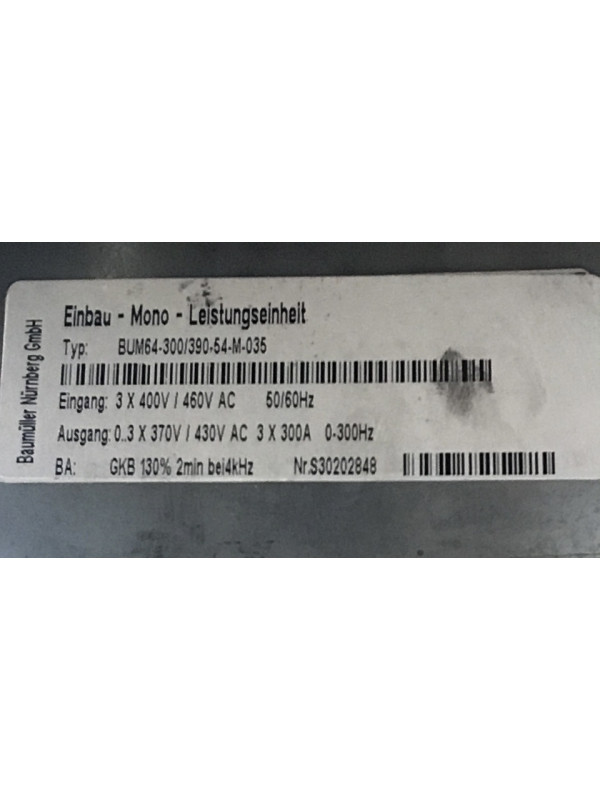 Baumüller Nürnberg GmbH
Einbau - Mono - Leistungseinheit
Typ: BUM64-300/390-54-M-035
Eingang: 3 X 400V / 460V AC 50/60Hz
Ausgang: 0..3 X 370V / 430V AC 3 X 300A 0-300Hz
BA: GKB 130% 2min bei4kHz Nr.S30202848